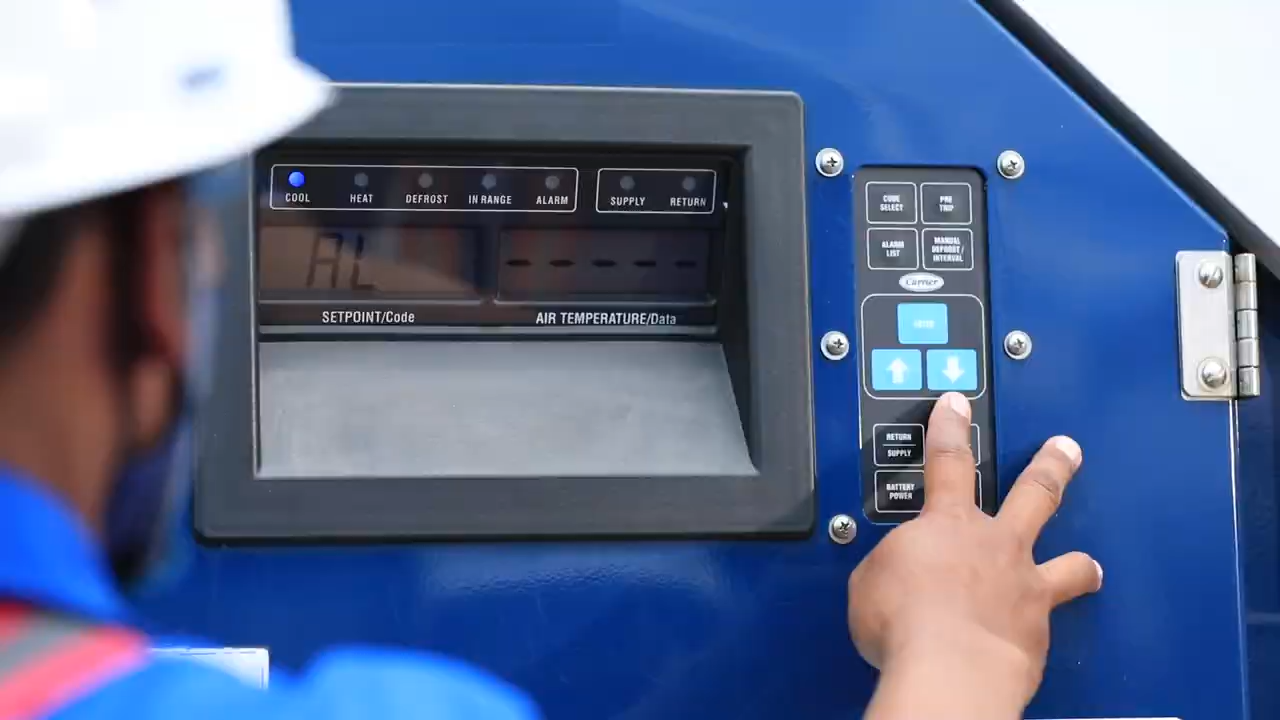 COOL HEAT DEFROST IN RANGE ALARM SUPPLY RETURN
AL - - - - -
SETPOINT/Code AIR TEMPERATURE/Data
CODE
SELECT
PRE
TRIP
ALARM
LIST
MANUAL
DEFROST /
INTERVAL
Carrier
RETURN
SUPPLY
BATTERY
POWER